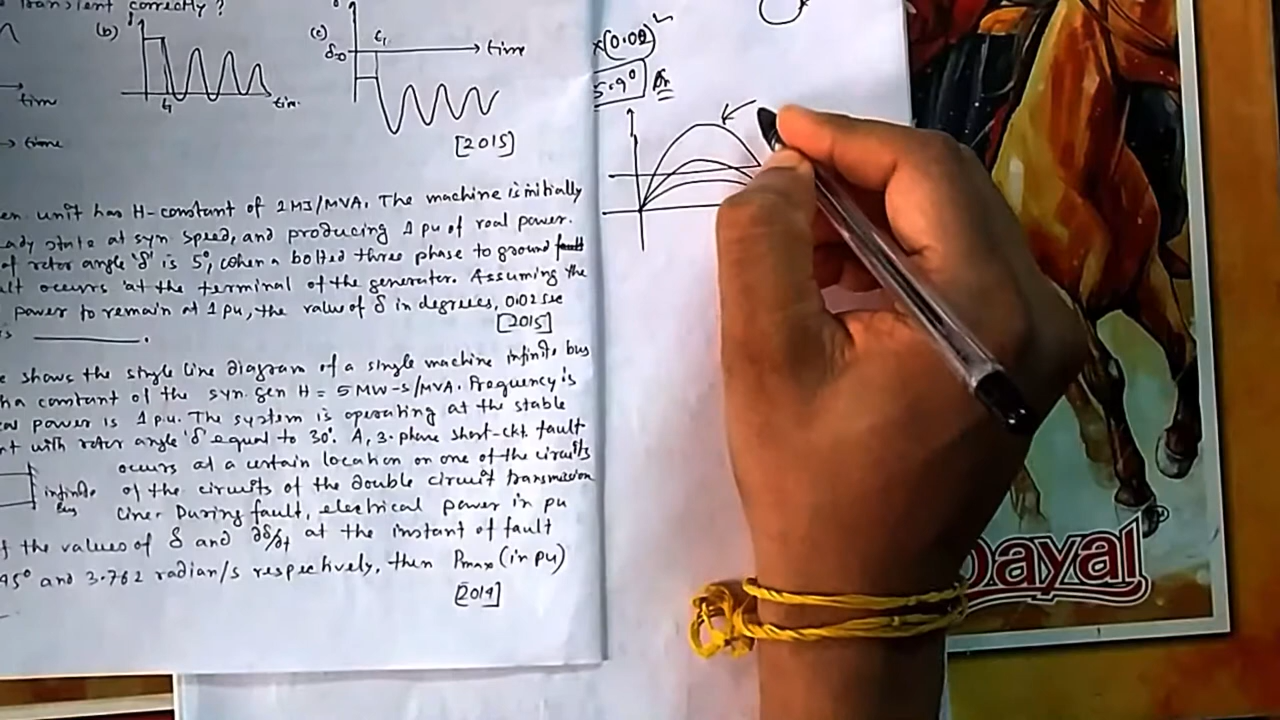 transient correctly?
(b)
t₁
time
(c)
δ₀
t₁
time
time
→ time
[2015]
en. unit has H-constant of 2 MJ/MVA. The machine is initially
ady state at syn speed, and producing 1 pu of real power.
of rotor angle 'δ' is 5°, when a bolted three phase to ground fault
ult occurs at the terminal of the generator. Assuming the
power to remain at 1 pu, the value of δ in degrees, 0.02 sec
is ________.
[2015]
e shows the single line diagram of a single machine infinite bus
of the syn. gen H = 5 MW-s/MVA. Frequency is
power is 1 pu. The system is operating at the stable
nt with rotor angle 'δ' equal to 30°. A, 3-phase short-ckt. fault
occurs at a certain location on one of the circuits
infinite
of the circuits of the double circuit transmission
bus
line. During fault, electrical power in pu
f the values of δ and ∂δ/∂t at the instant of fault
45° and 3.762 radian/s respectively, then Pmax (in pu)
[2014]
×(0.02)²
5.9°
Dayal